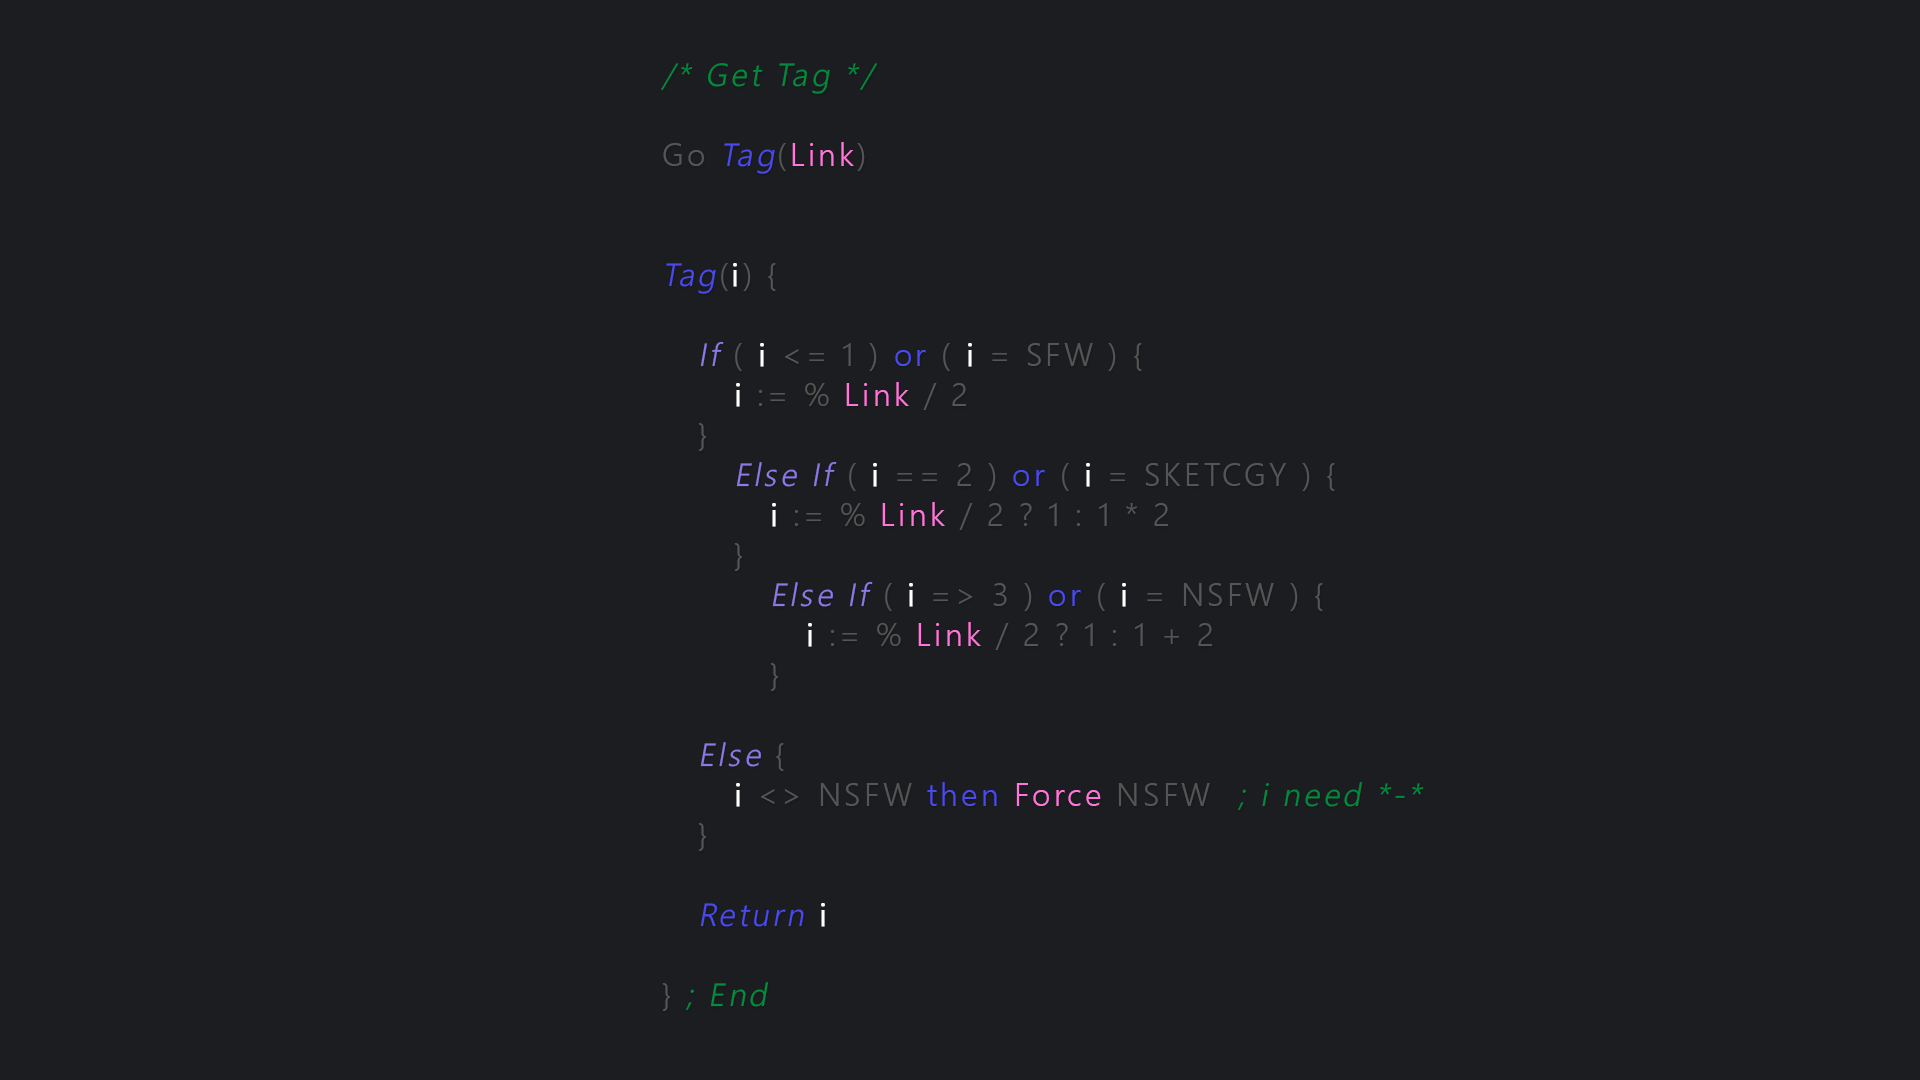 /* Get Tag */
Go Tag(Link)
Tag(i) {
If ( i <= 1 ) or ( i = SFW ) {
i := % Link / 2
}
Else If ( i == 2 ) or ( i = SKETCGY ) {
i := % Link / 2 ? 1 : 1 * 2
}
Else If ( i => 3 ) or ( i = NSFW ) {
i := % Link / 2 ? 1 : 1 + 2
}
Else {
i <> NSFW then Force NSFW ; i need *-*
}
Return i
} ; End